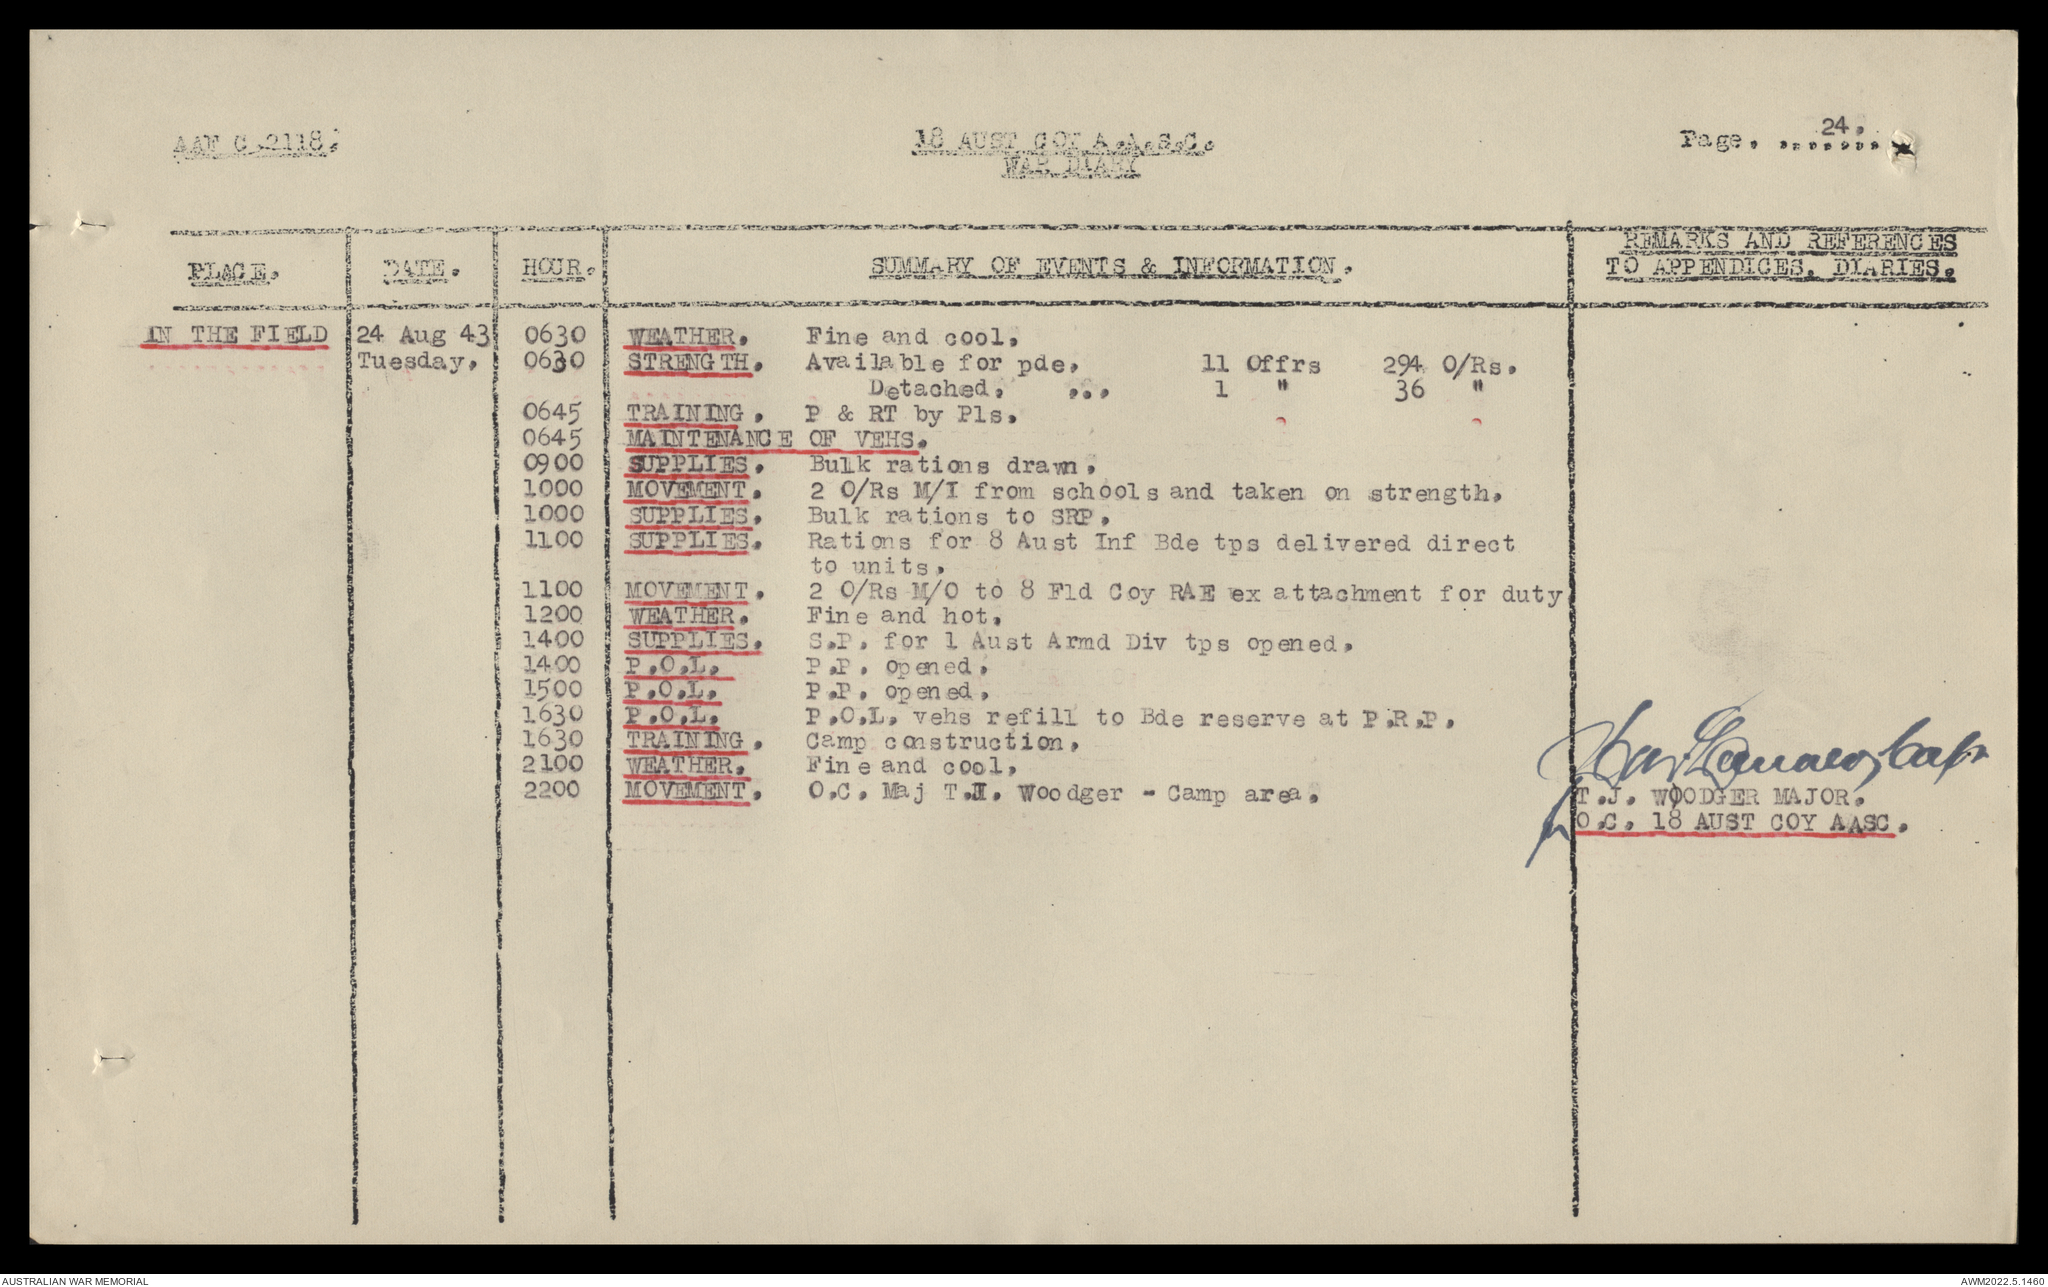 AAF C.2118.
18 AUST COY A.A.S.C.
WAR DIARY
Page. ........ 24.
PLACE. DATE. HOUR. SUMMARY OF EVENTS & INFORMATION. REMARKS AND REFERENCES
TO APPENDICES. DIARIES.
IN THE FIELD 24 Aug 43 0630 WEATHER. Fine and cool.
Tuesday. 0630 STRENGTH. Available for pde. 11 Offrs 294 O/Rs.
Detached. ... 1 " 36 "
0645 TRAINING. P & RT by Pls.
0645 MAINTENANCE OF VEHS.
0900 SUPPLIES. Bulk rations drawn.
1000 MOVEMENT. 2 O/Rs M/I from schools and taken on strength.
1000 SUPPLIES. Bulk rations to SRP.
1100 SUPPLIES. Rations for 8 Aust Inf Bde tps delivered direct
to units.
1100 MOVEMENT. 2 O/Rs M/O to 8 Fld Coy RAE ex attachment for duty
1200 WEATHER. Fine and hot.
1400 SUPPLIES. S.P. for 1 Aust Armd Div tps opened.
1400 P.O.L. P.P. opened.
1500 P.O.L. P.P. opened.
1630 P.O.L. P.O.L. vehs refill to Bde reserve at P.R.P.
1630 TRAINING. Camp construction.
2100 WEATHER. Fine and cool.
2200 MOVEMENT. O.C. Maj Woodger - Camp area.
Capt
T.J. WOODGER MAJOR.
O.C. 18 AUST COY AASC.
AUSTRALIAN WAR MEMORIAL
AWM2022.5.1460